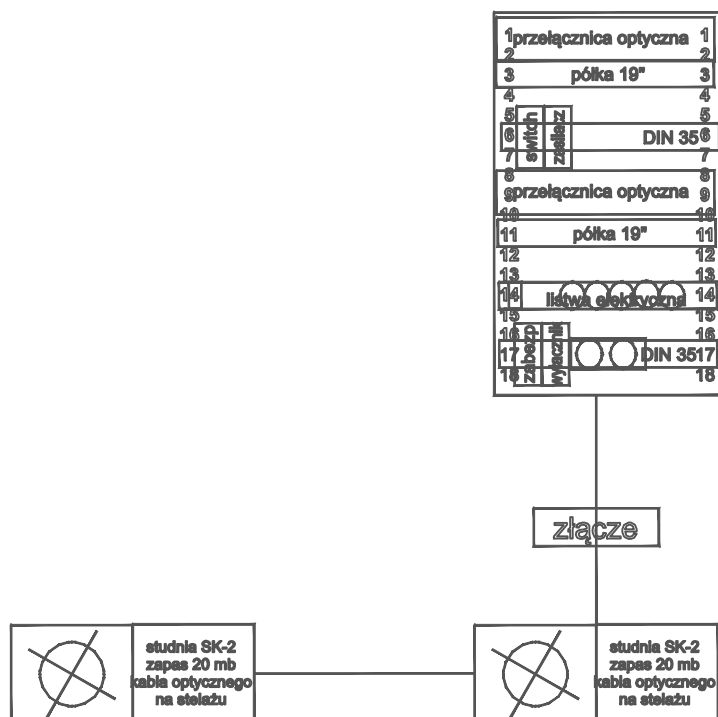 1 przełącznica optyczna 1
2 2
3 półka 19" 3
4 4
5 5
6 switch zasilacz DIN 35 6
7 7
8 8
9 przełącznica optyczna 9
10 10
11 półka 19" 11
12 12
13 13
14 listwa elektryczna 14
15 15
16 16
17 zabezp wyłącznik DIN 35 17
18 18
złącze
studnia SK-2
zapas 20 mb
kabla optycznego
na stelażu
studnia SK-2
zapas 20 mb
kabla optycznego
na stelażu